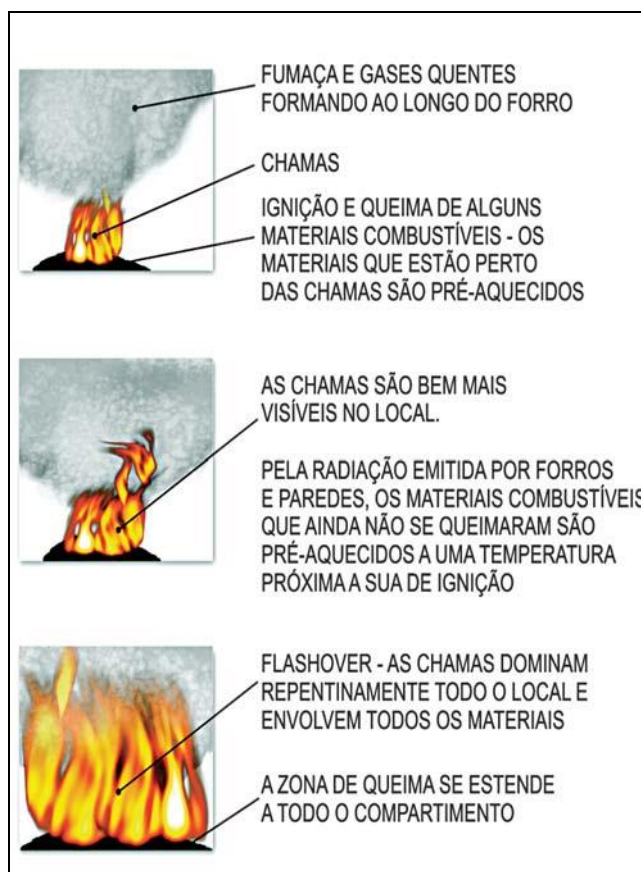 FUMAÇA E GASES QUENTES
FORMANDO AO LONGO DO FORRO
CHAMAS
IGNIÇÃO E QUEIMA DE ALGUNS
MATERIAIS COMBUSTÍVEIS - OS
MATERIAIS QUE ESTÃO PERTO
DAS CHAMAS SÃO PRÉ-AQUECIDOS
AS CHAMAS SÃO BEM MAIS
VISÍVEIS NO LOCAL.
PELA RADIAÇÃO EMITIDA POR FORROS
E PAREDES, OS MATERIAIS COMBUSTÍVEIS
QUE AINDA NÃO SE QUEIMARAM SÃO
PRÉ-AQUECIDOS A UMA TEMPERATURA
PRÓXIMA A SUA DE IGNIÇÃO
FLASHOVER - AS CHAMAS DOMINAM
REPENTINAMENTE TODO O LOCAL E
ENVOLVEM TODOS OS MATERIAIS
A ZONA DE QUEIMA SE ESTENDE
A TODO O COMPARTIMENTO